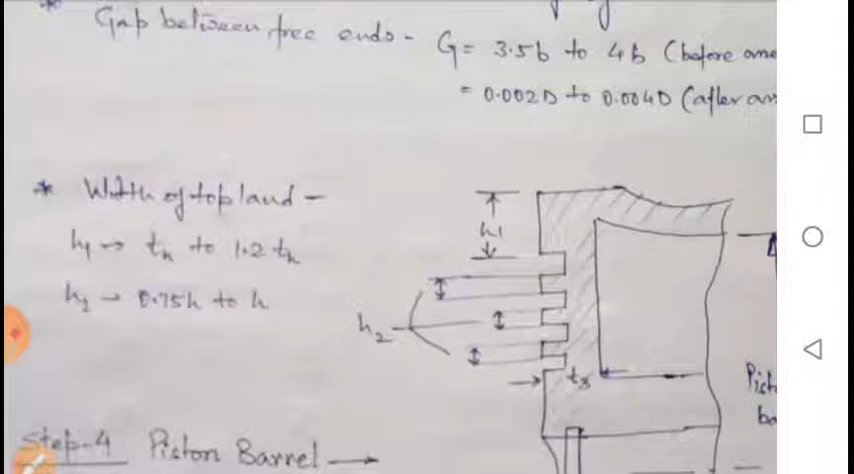 Gap between free ends - G = 3.5b to 4b (before
= 0.002D to 0.004D (after
* Width of top land -
h1 → th to 1.2 th
h2 → 0.75h to h
h1
h2
t3
Step-4 Piston Barrel →